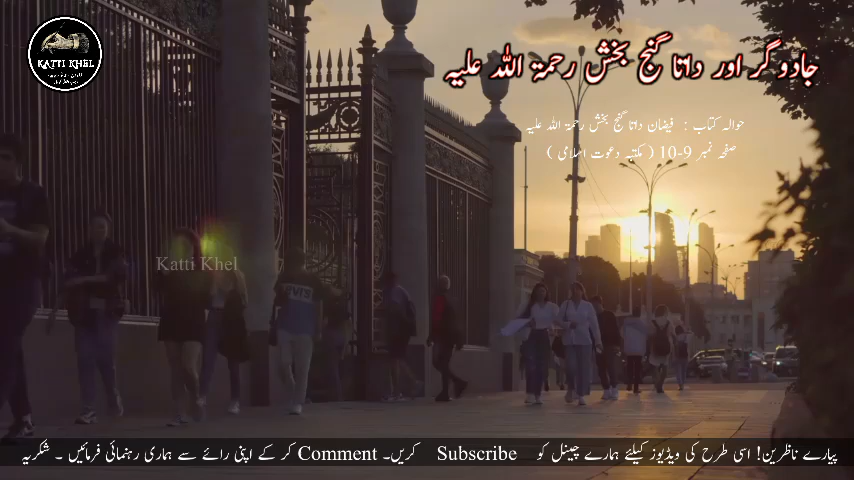 KATTI KHEL
جادوگر اور داتا گنج بخش رحمۃ اللہ علیہ
حوالہ کتاب : فیضان داتا گنج بخش رحمۃ اللہ علیہ
صفحہ نمبر 9-10 ( مکتبہ دعوت اسلامی )
Katti Khel
پیارے ناظرین! اسی طرح کی ویڈیوز کیلئے ہمارے چینل کو Subscribe کریں۔ Comment کر کے اپنی رائے سے ہماری رہنمائی فرمائیں ۔ شکریہ